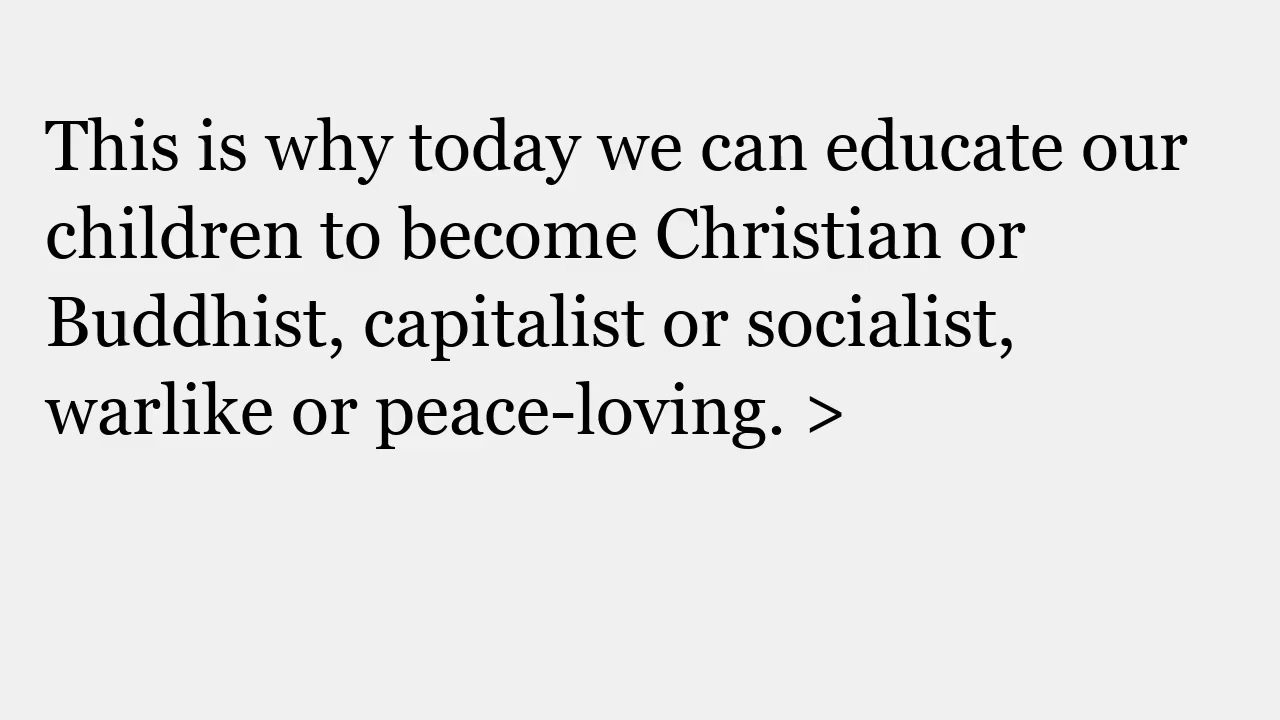 This is why today we can educate our
children to become Christian or
Buddhist, capitalist or socialist,
warlike or peace-loving. >